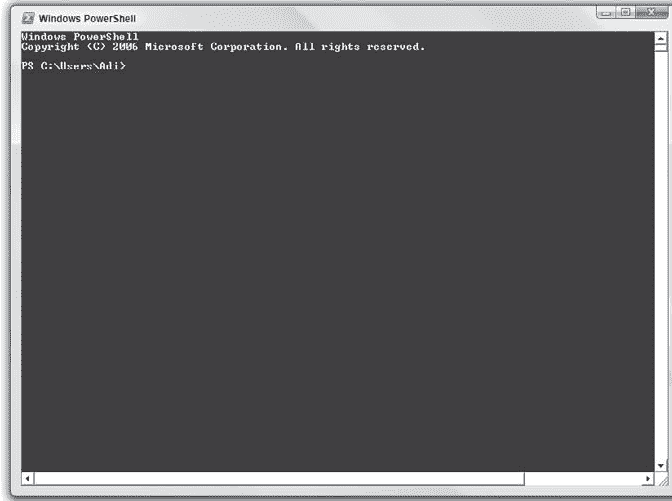 Windows PowerShell
Windows PowerShell
Copyright (C) 2006 Microsoft Corporation. All rights reserved.
PS C:\Users\Adi>